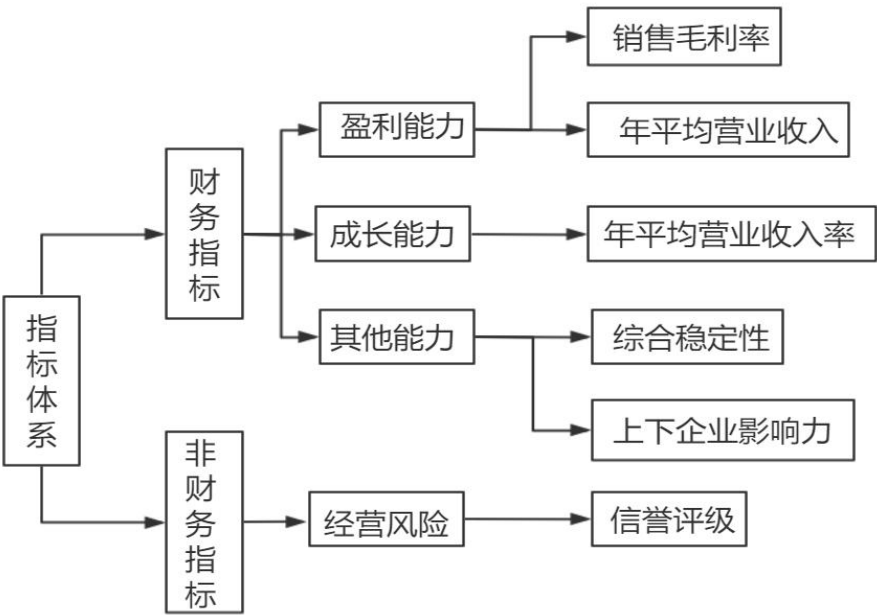 指标体系
财务指标
非财务指标
盈利能力
成长能力
其他能力
经营风险
销售毛利率
年平均营业收入
年平均营业收入率
综合稳定性
上下企业影响力
信誉评级